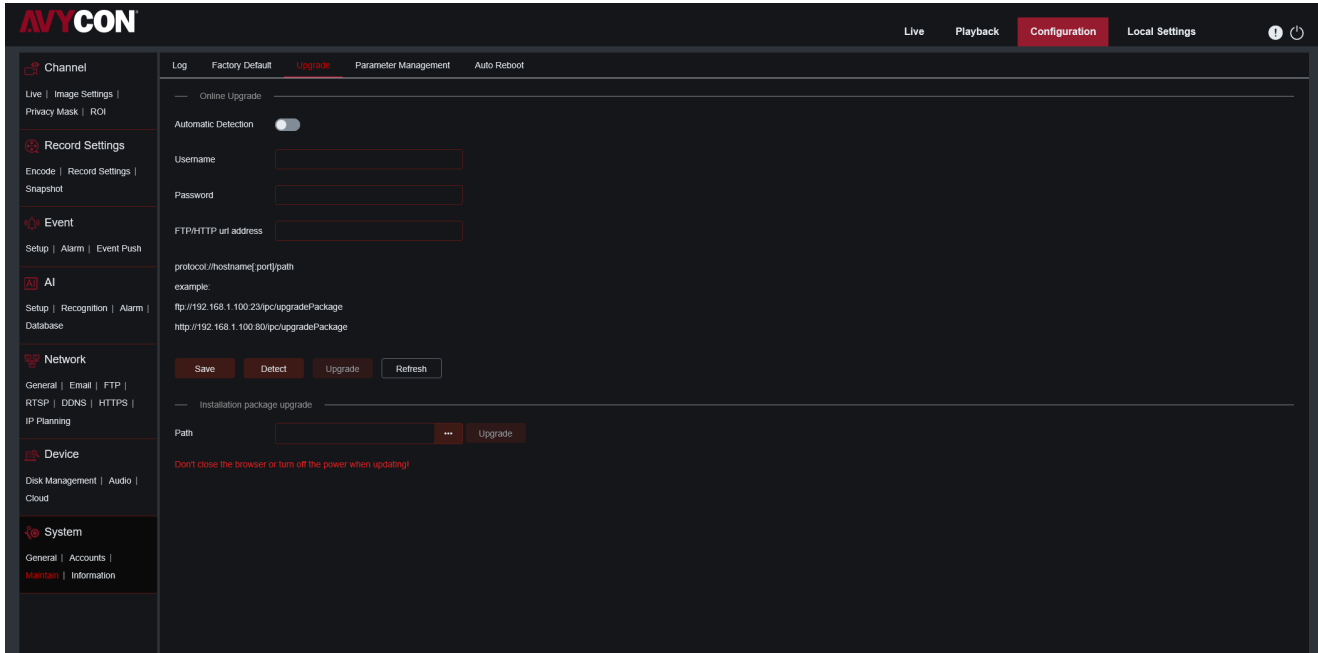 AVYCON
Live Playback Configuration Local Settings
Channel
Live | Image Settings |
Privacy Mask | ROI
Record Settings
Encode | Record Settings |
Snapshot
Event
Setup | Alarm | Event Push
AI AI
Setup | Recognition | Alarm |
Database
Network
General | Email | FTP |
RTSP | DDNS | HTTPS |
IP Planning
Device
Disk Management | Audio |
Cloud
System
General | Accounts |
Maintain | Information
Log Factory Default Upgrade Parameter Management Auto Reboot
Online Upgrade
Automatic Detection
Username
Password
FTP/HTTP url address
protocol://hostname[:port]/path
example:
ftp://192.168.1.100:23/ipc/upgradePackage
http://192.168.1.100:80/ipc/upgradePackage
Save Detect Upgrade Refresh
Installation package upgrade
Path ... Upgrade
Don't close the browser or turn off the power when updating!